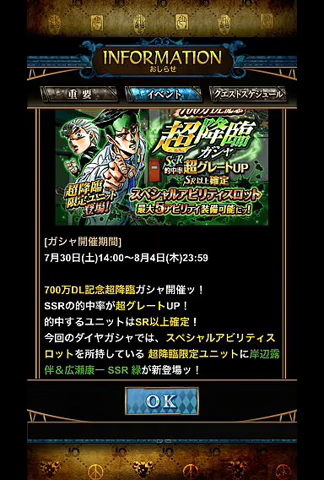 INFORMATION
おしらせ
重要
イベント
クエストスケジュール
700万DL記念
超降臨
ガシャ
SSR
的中率
超グレートUP
SR以上確定
超降臨
限定ユニット
登場!
スペシャルアビリティスロット
最大5アビリティ装備可能にッ!
[ガシャ開催期間]
7月30日(土)14:00〜8月4日(木)23:59
700万DL記念超降臨ガシャ開催ッ!
SSRの的中率が超グレートUP!
的中するユニットはSR以上確定!
今回のダイヤガシャでは、スペシャルアビリティス
ロットを所持している 超降臨限定ユニットに岸辺露
伴&広瀬康一 SSR 緑が新登場ッ!
OK